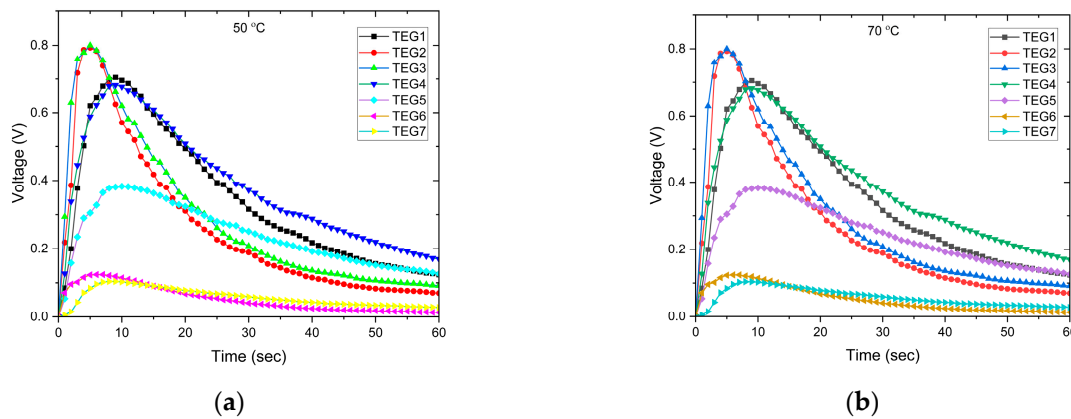 50 °C
TEG1
TEG2
TEG3
TEG4
TEG5
TEG6
TEG7
0.8
0.6
0.4
0.2
0.0
Voltage (V)
0 10 20 30 40 50 60
Time (sec)
(a)
70 °C
TEG1
TEG2
TEG3
TEG4
TEG5
TEG6
TEG7
0.8
0.6
0.4
0.2
0.0
Voltage (V)
0 10 20 30 40 50 60
Time (sec)
(b)